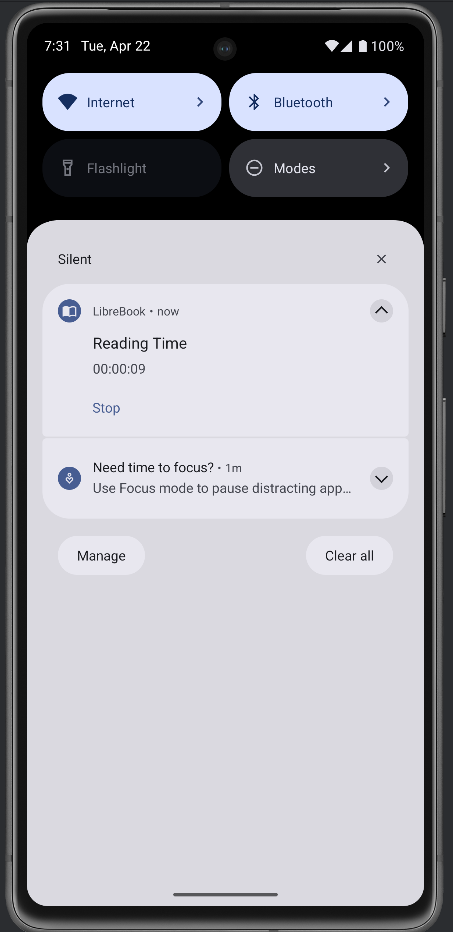 7:31 Tue, Apr 22 100%
Internet Bluetooth
Flashlight Modes
Silent
LibreBook • now
Reading Time
00:00:09
Stop
Need time to focus? • 1m
Use Focus mode to pause distracting app...
Manage Clear all